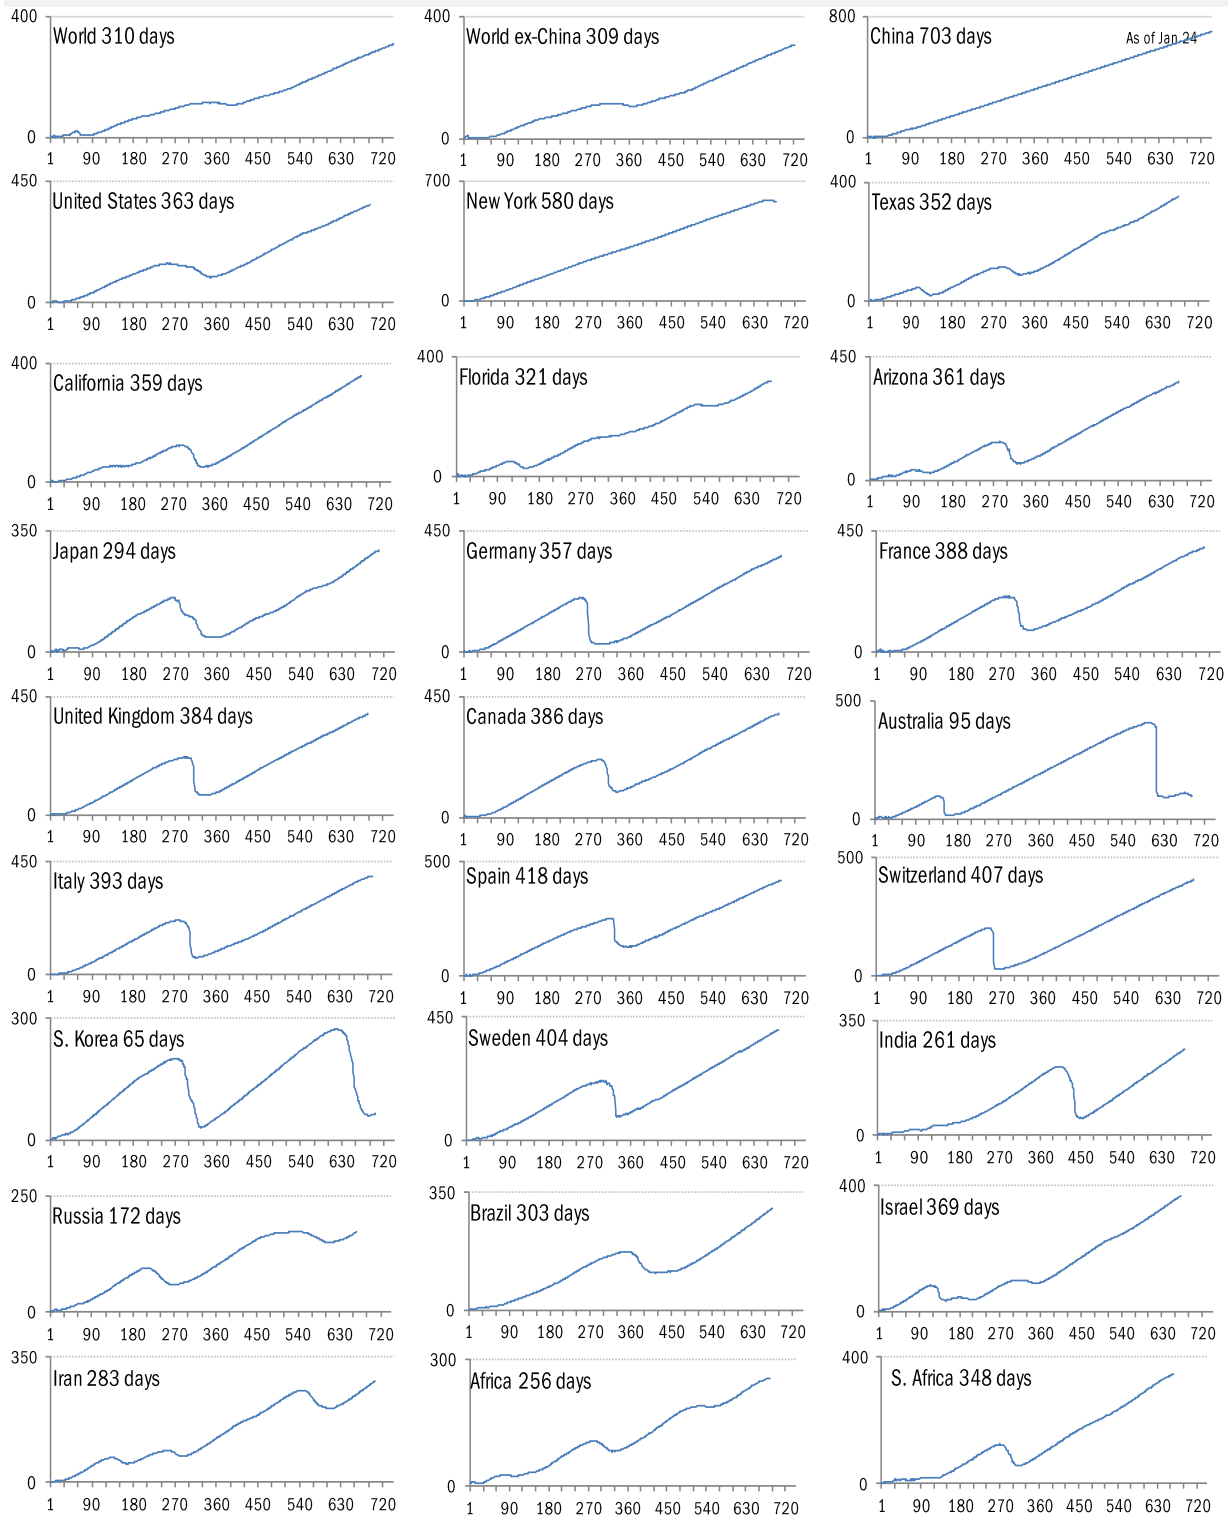 400 400 800
World 310 days World ex-China 309 days China 703 days As of Jan 24
0 0 0
1 90 180 270 360 450 540 630 720 1 90 180 270 360 450 540 630 720 1 90 180 270 360 450 540 630 720
450 700 400
United States 363 days New York 580 days Texas 352 days
0 0 0
1 90 180 270 360 450 540 630 720 1 90 180 270 360 450 540 630 720 1 90 180 270 360 450 540 630 720
400 400 450
California 359 days Florida 321 days Arizona 361 days
0 0 0
1 90 180 270 360 450 540 630 720 1 90 180 270 360 450 540 630 720 1 90 180 270 360 450 540 630 720
350 450 450
Japan 294 days Germany 357 days France 388 days
0 0 0
1 90 180 270 360 450 540 630 720 1 90 180 270 360 450 540 630 720 1 90 180 270 360 450 540 630 720
450 450 500
United Kingdom 384 days Canada 386 days Australia 95 days
0 0 0
1 90 180 270 360 450 540 630 720 1 90 180 270 360 450 540 630 720 1 90 180 270 360 450 540 630 720
450 500 500
Italy 393 days Spain 418 days Switzerland 407 days
0 0 0
1 90 180 270 360 450 540 630 720 1 90 180 270 360 450 540 630 720 1 90 180 270 360 450 540 630 720
300 450 350
S. Korea 65 days Sweden 404 days India 261 days
0 0 0
1 90 180 270 360 450 540 630 720 1 90 180 270 360 450 540 630 720 1 90 180 270 360 450 540 630 720
250 350 400
Russia 172 days Brazil 303 days Israel 369 days
0 0 0
1 90 180 270 360 450 540 630 720 1 90 180 270 360 450 540 630 720 1 90 180 270 360 450 540 630 720
350 300 400
Iran 283 days Africa 256 days S. Africa 348 days
0 0 0
1 90 180 270 360 450 540 630 720 1 90 180 270 360 450 540 630 720 1 90 180 270 360 450 540 630 720